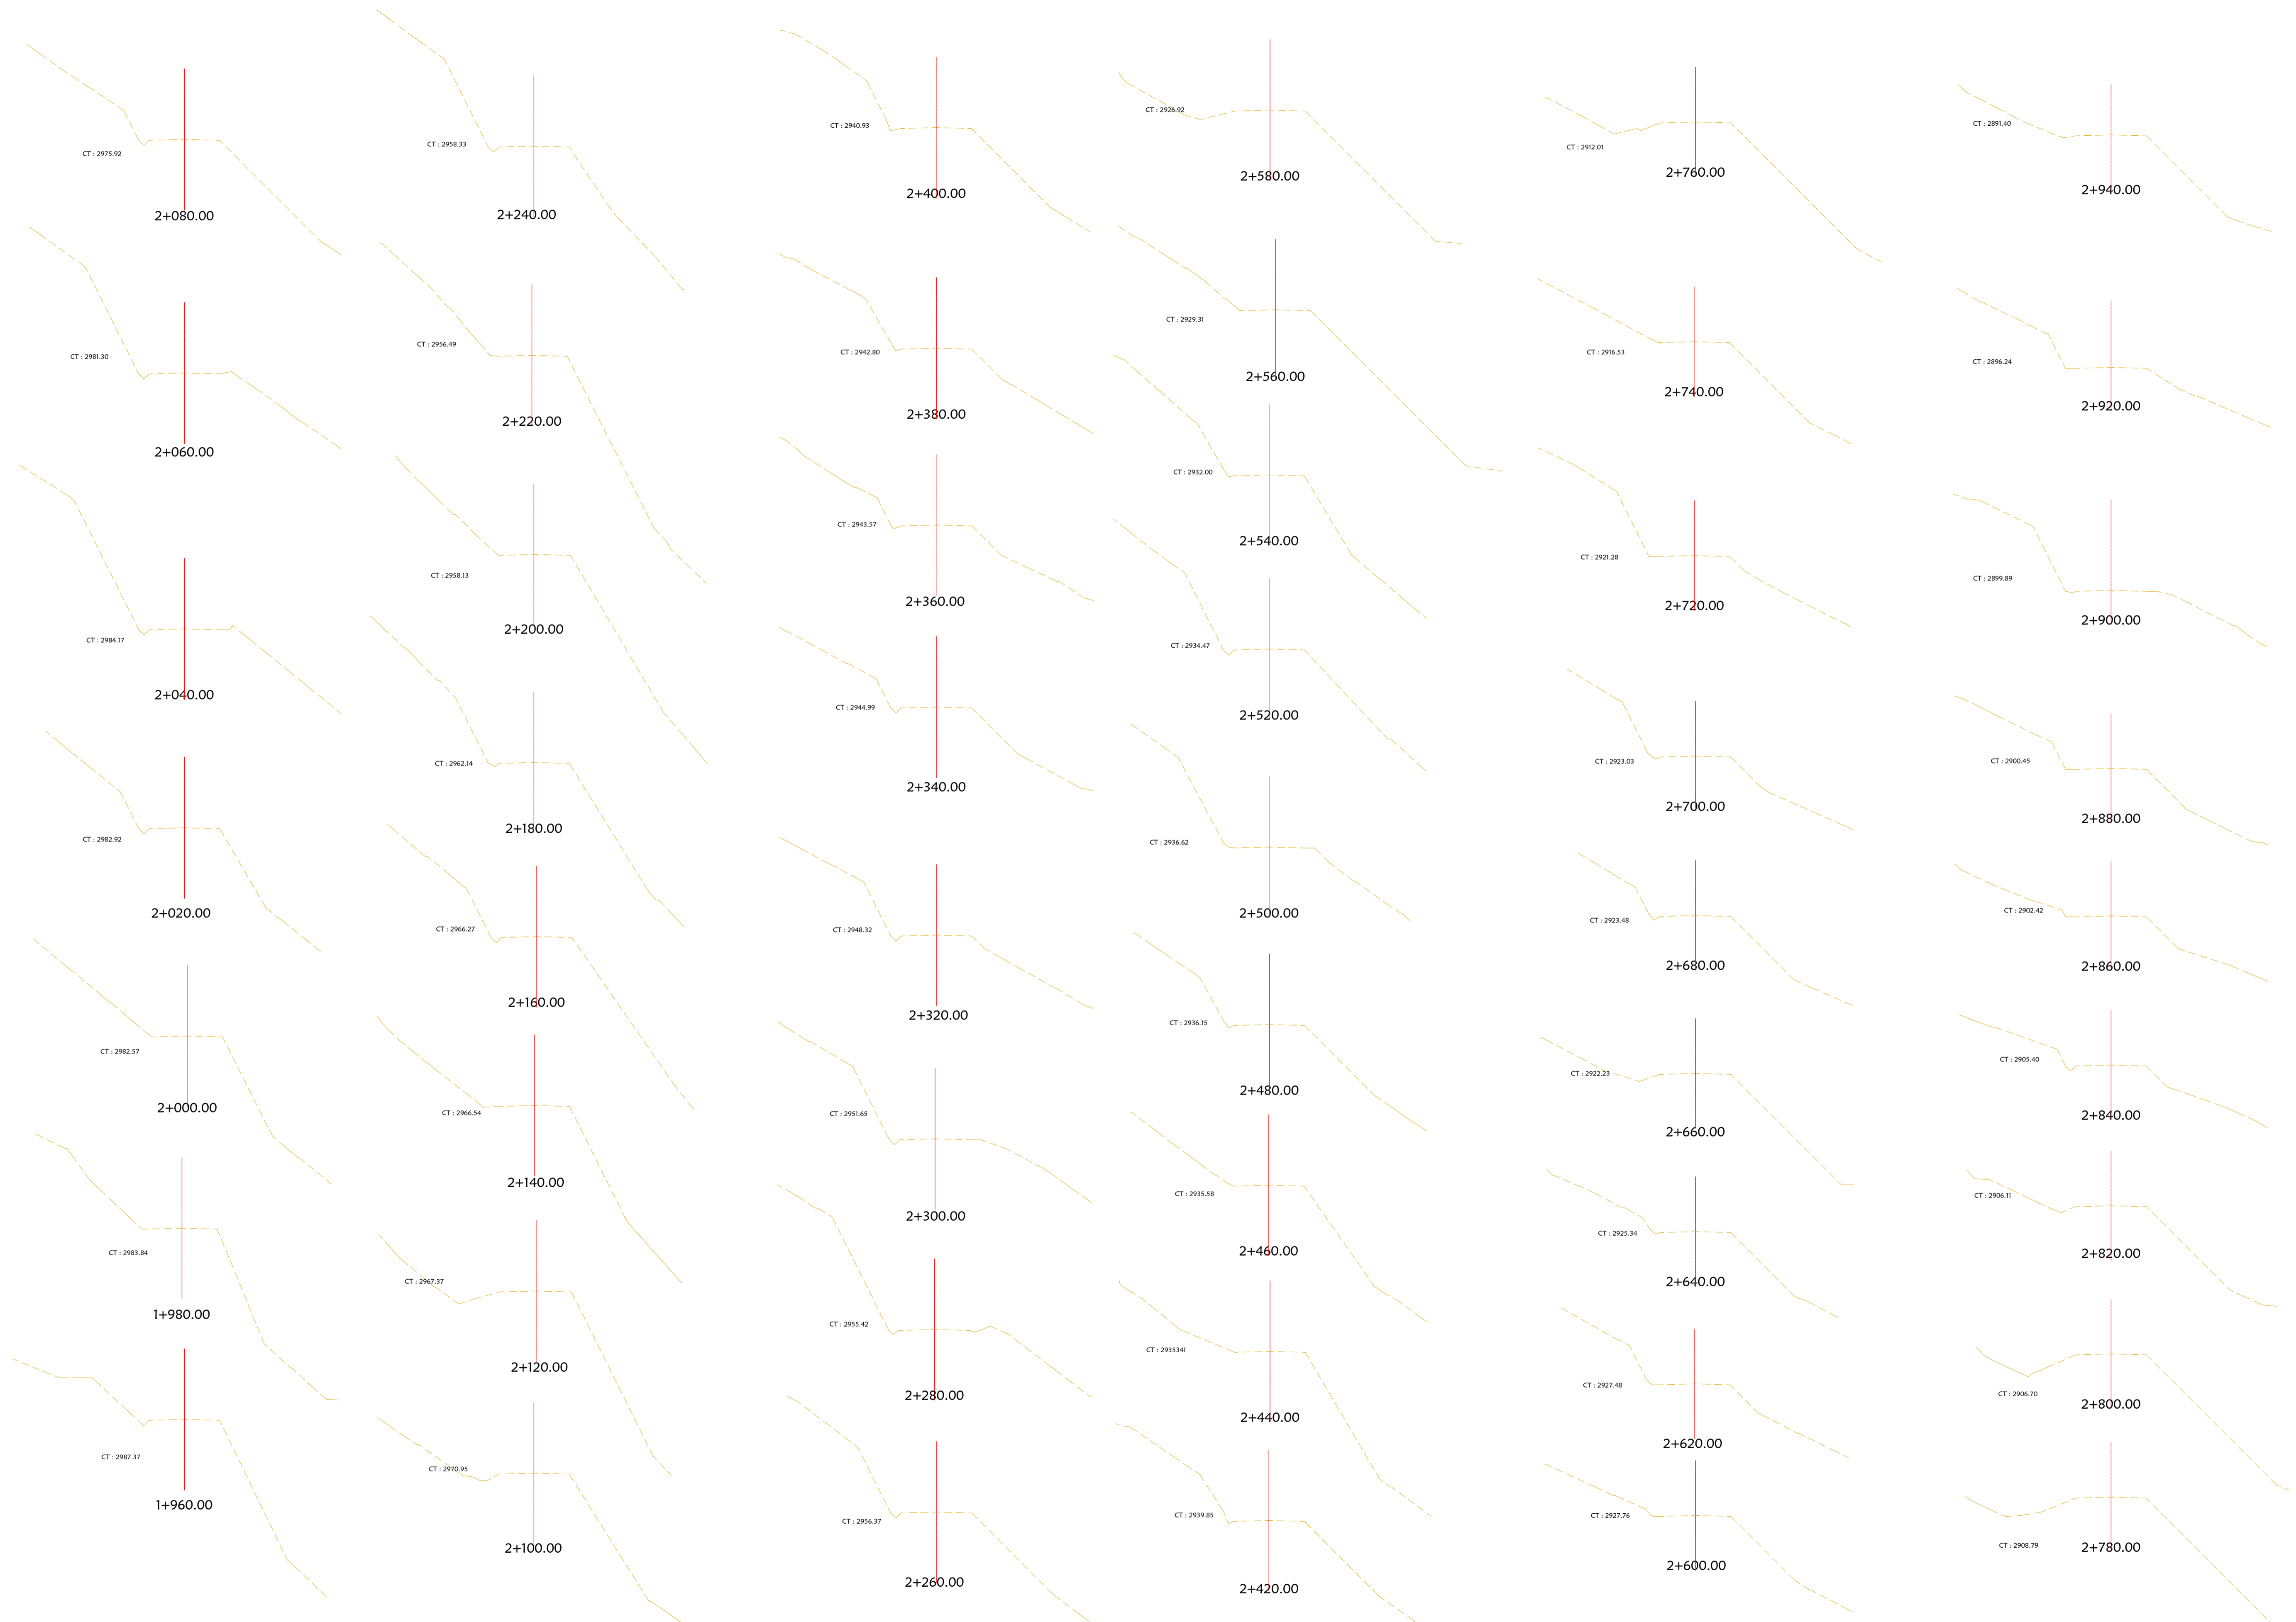 CT : 2975.92
2+080.00
CT : 2981.30
2+060.00
CT : 2984.17
2+040.00
CT : 2982.92
2+020.00
CT : 2982.57
2+000.00
CT : 2983.84
1+980.00
CT : 2987.37
1+960.00
CT : 2958.33
2+240.00
CT : 2956.49
2+220.00
CT : 2958.13
2+200.00
CT : 2962.14
2+180.00
CT : 2966.27
2+160.00
CT : 2966.54
2+140.00
CT : 2967.37
2+120.00
CT : 2970.95
2+100.00
CT : 2940.93
2+400.00
CT : 2942.80
2+380.00
CT : 2943.57
2+360.00
CT : 2944.99
2+340.00
CT : 2948.32
2+320.00
CT : 2951.65
2+300.00
CT : 2955.42
2+280.00
CT : 2956.37
2+260.00
CT : 2926.92
2+580.00
CT : 2929.31
2+560.00
CT : 2932.00
2+540.00
CT : 2934.47
2+520.00
CT : 2936.62
2+500.00
CT : 2936.15
2+480.00
CT : 2935.58
2+460.00
CT : 2935341
2+440.00
CT : 2939.85
2+420.00
CT : 2912.01
2+760.00
CT : 2916.53
2+740.00
CT : 2921.28
2+720.00
CT : 2923.03
2+700.00
CT : 2923.48
2+680.00
CT : 2922.23
2+660.00
CT : 2925.34
2+640.00
CT : 2927.48
2+620.00
CT : 2927.76
2+600.00
CT : 2891.40
2+940.00
CT : 2896.24
2+920.00
CT : 2899.89
2+900.00
CT : 2900.45
2+880.00
CT : 2902.42
2+860.00
CT : 2905.40
2+840.00
CT : 2906.11
2+820.00
CT : 2906.70
2+800.00
CT : 2908.79
2+780.00